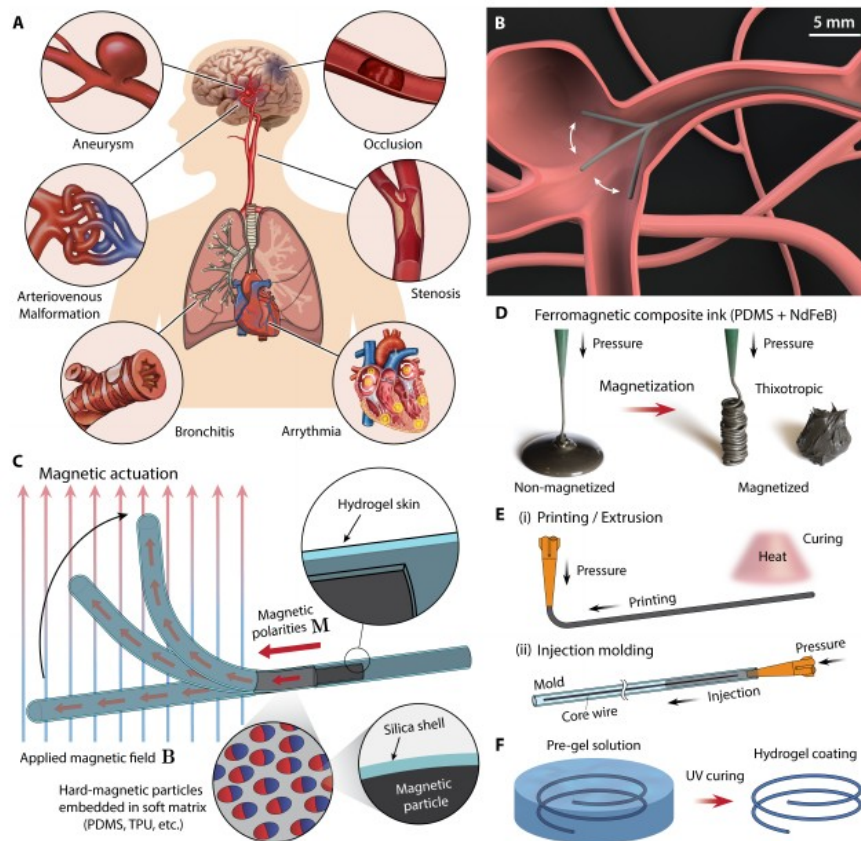 A
Aneurysm
Occlusion
Arteriovenous
Malformation
Stenosis
Bronchitis
Arrythmia
B
5 mm
C
Magnetic actuation
Hydrogel skin
Magnetic
polarities M
Applied magnetic field B
Silica shell
Magnetic
particle
Hard-magnetic particles
embedded in soft matrix
(PDMS, TPU, etc.)
D
Ferromagnetic composite ink (PDMS + NdFeB)
Pressure
Pressure
Magnetization
Thixotropic
Non-magnetized
Magnetized
E
(i) Printing / Extrusion
Curing
Heat
Pressure
Printing
(ii) Injection molding
Pressure
Mold
Injection
Core wire
F
Pre-gel solution
UV curing
Hydrogel coating